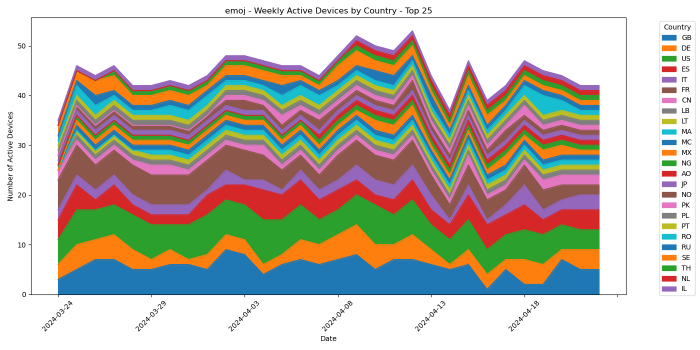 emoj - Weekly Active Devices by Country - Top 25
Number of Active Devices
50
40
30
20
10
0
2024-03-24
2024-03-29
2024-04-03
2024-04-08
2024-04-13
2024-04-18
Date
Country
GB
DE
US
ES
IT
FR
CN
LB
LT
MA
MC
MX
NG
AO
JP
NO
PK
PL
PT
RO
RU
SE
TH
NL
IL